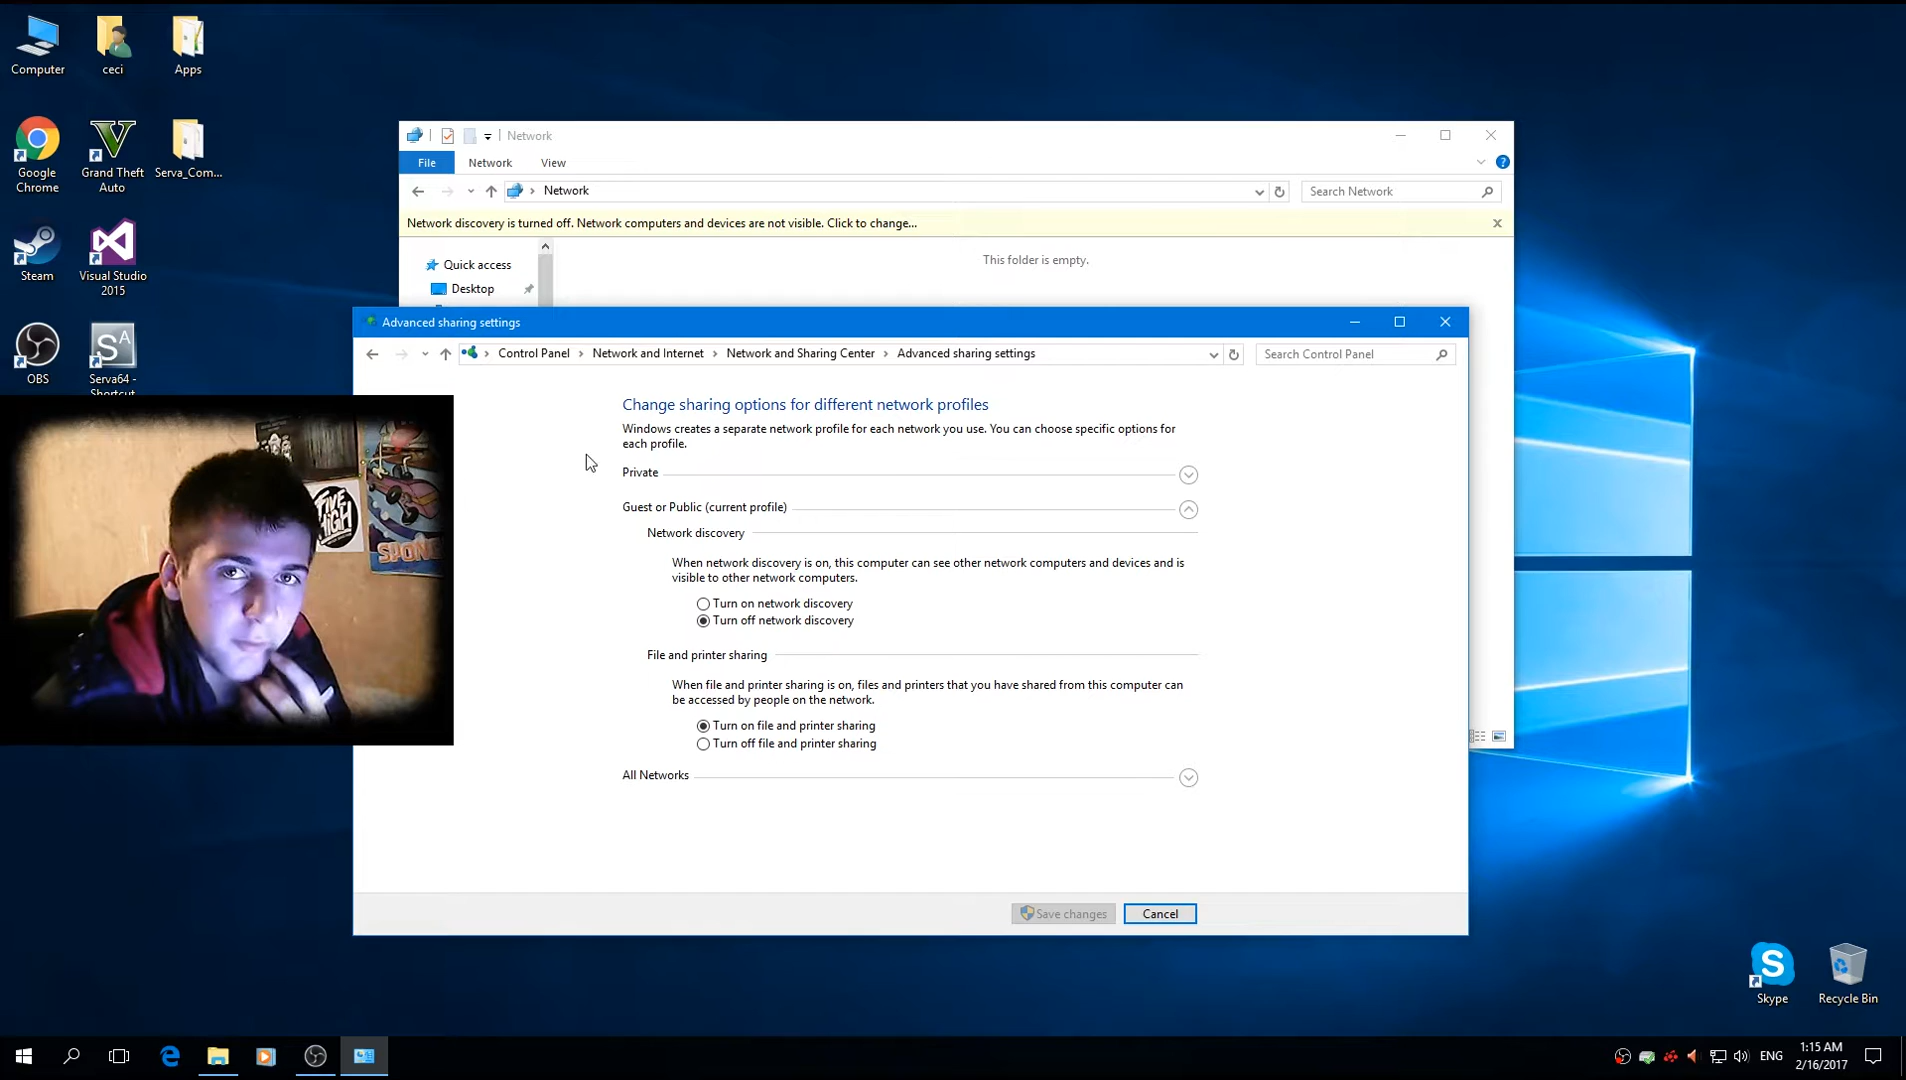 Computer
ceci
Apps
Google
Chrome
Grand Theft
Auto
Serva_Com...
Steam
Visual Studio
2015
OBS
Serva64 -
Shortcut
Network
File
Network
View
Network
Search Network
Network discovery is turned off. Network computers and devices are not visible. Click to change...
Quick access
Desktop
This folder is empty.
Advanced sharing settings
Control Panel
Network and Internet
Network and Sharing Center
Advanced sharing settings
Search Control Panel
Change sharing options for different network profiles
Windows creates a separate network profile for each network you use. You can choose specific options for
each profile.
Private
Guest or Public (current profile)
Network discovery
When network discovery is on, this computer can see other network computers and devices and is
visible to other network computers.
Turn on network discovery
Turn off network discovery
File and printer sharing
When file and printer sharing is on, files and printers that you have shared from this computer can
be accessed by people on the network.
Turn on file and printer sharing
Turn off file and printer sharing
All Networks
Save changes
Cancel
FIVE
HIGH
Skype
Recycle Bin
ENG
1:15 AM
2/16/2017